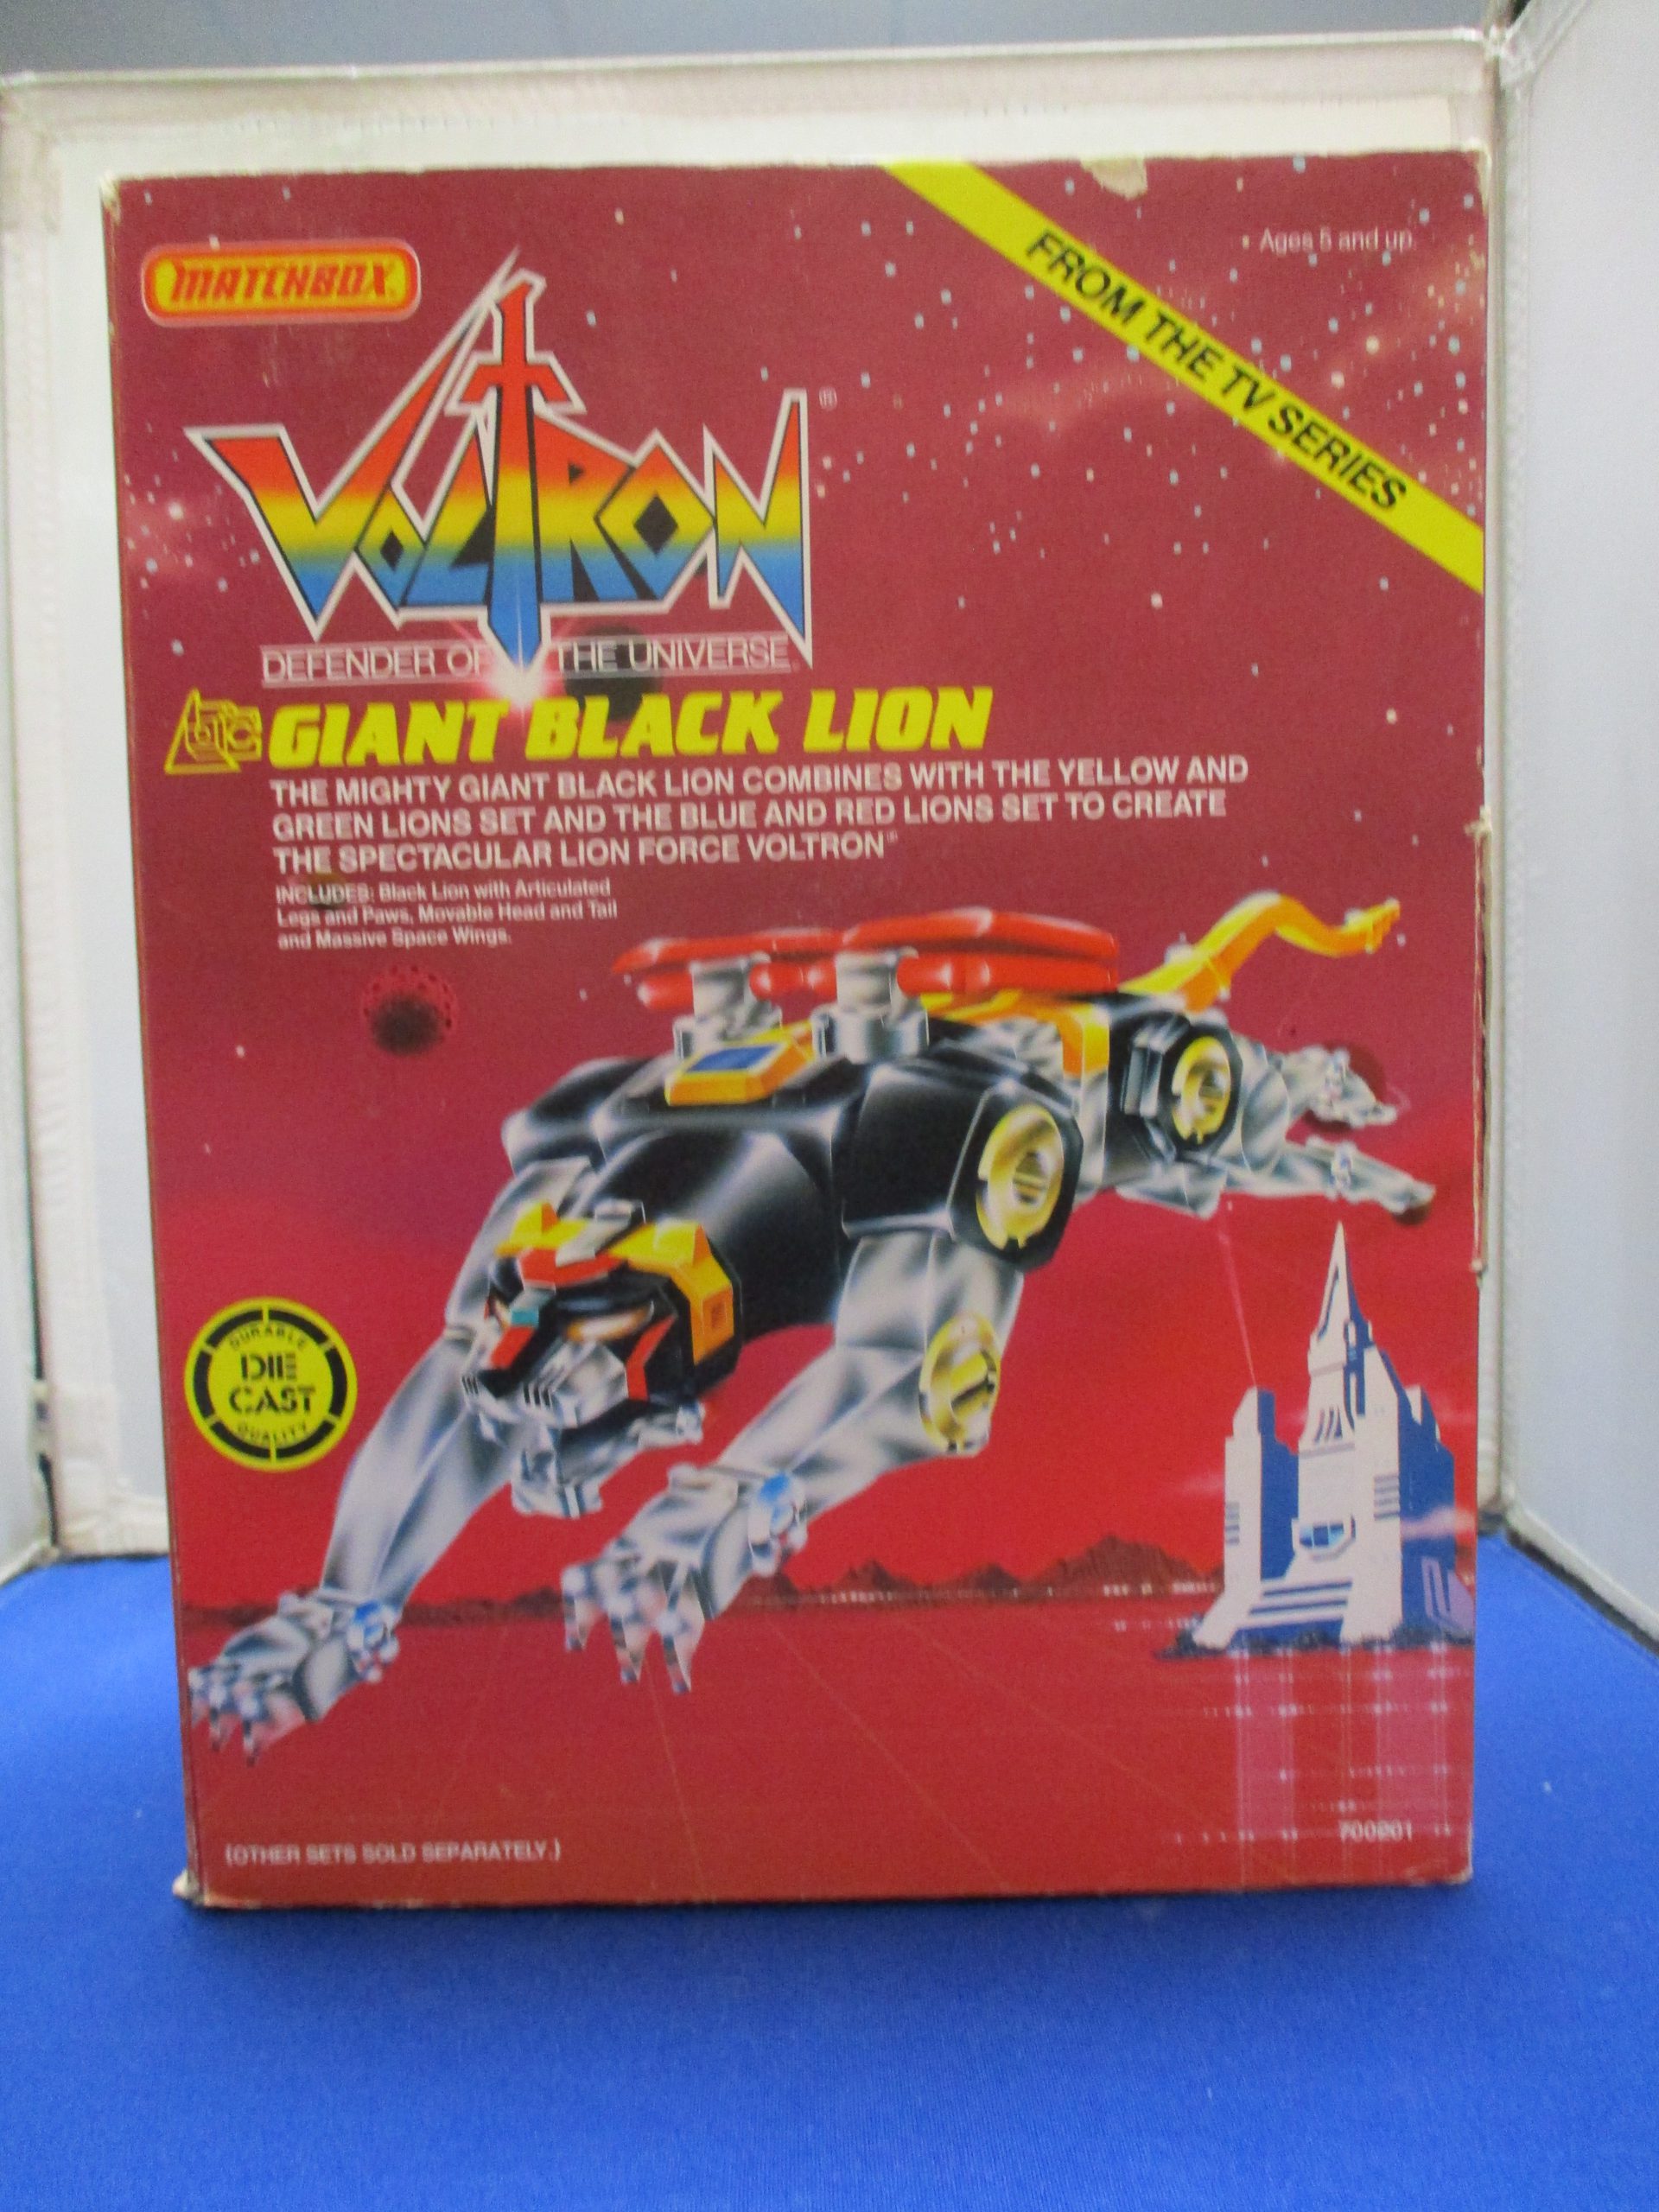 MATCHBOX
FROM THE TV SERIES
Ages 5 and up
VOLTRON®
DEFENDER OF THE UNIVERSE
GIANT BLACK LION
THE MIGHTY GIANT BLACK LION COMBINES WITH THE YELLOW AND
GREEN LIONS SET AND THE BLUE AND RED LIONS SET TO CREATE
THE SPECTACULAR LION FORCE VOLTRON®
INCLUDES: Black Lion with Articulated
Legs and Paws, Movable Head and Tail
and Massive Space Wings.
DURABLE
DIE
CAST
QUALITY
(OTHER SETS SOLD SEPARATELY.)
700201